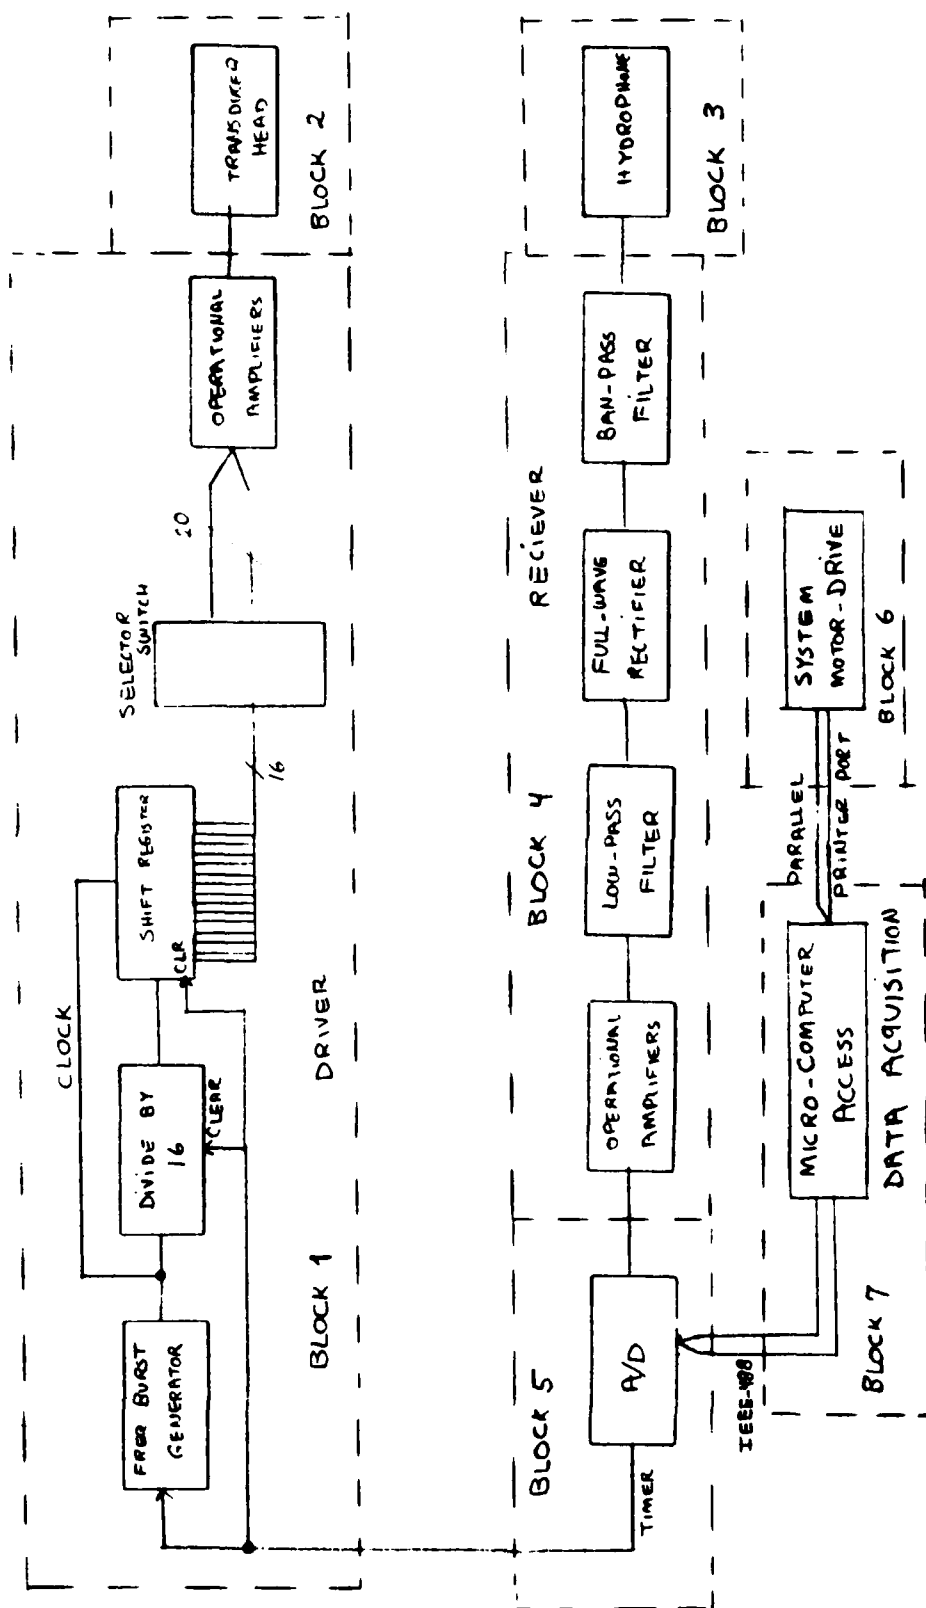 CLOCK
FREQ BURST
GENERATOR
DIVIDE BY
16
CLEAR
SHIFT REGISTER
CLR
16
SELECTOR
SWITCH
20
OPERATIONAL
AMPLIFIERS
TRANSDUCER
HEAD
BLOCK 2
BLOCK 1
DRIVER
BLOCK 5
BLOCK 4
RECIEVER
TIMER
A/D
OPERATIONAL
AMPLIFIERS
LOW-PASS
FILTER
FULL-WAVE
RECTIFIER
BAN-PASS
FILTER
HYDROPHONE
BLOCK 3
IEEE-488
MICRO-COMPUTER
ACCESS
PARALLEL
PRINTER PORT
SYSTEM
MOTOR-DRIVE
BLOCK 6
BLOCK 7
DATA ACQUISITION